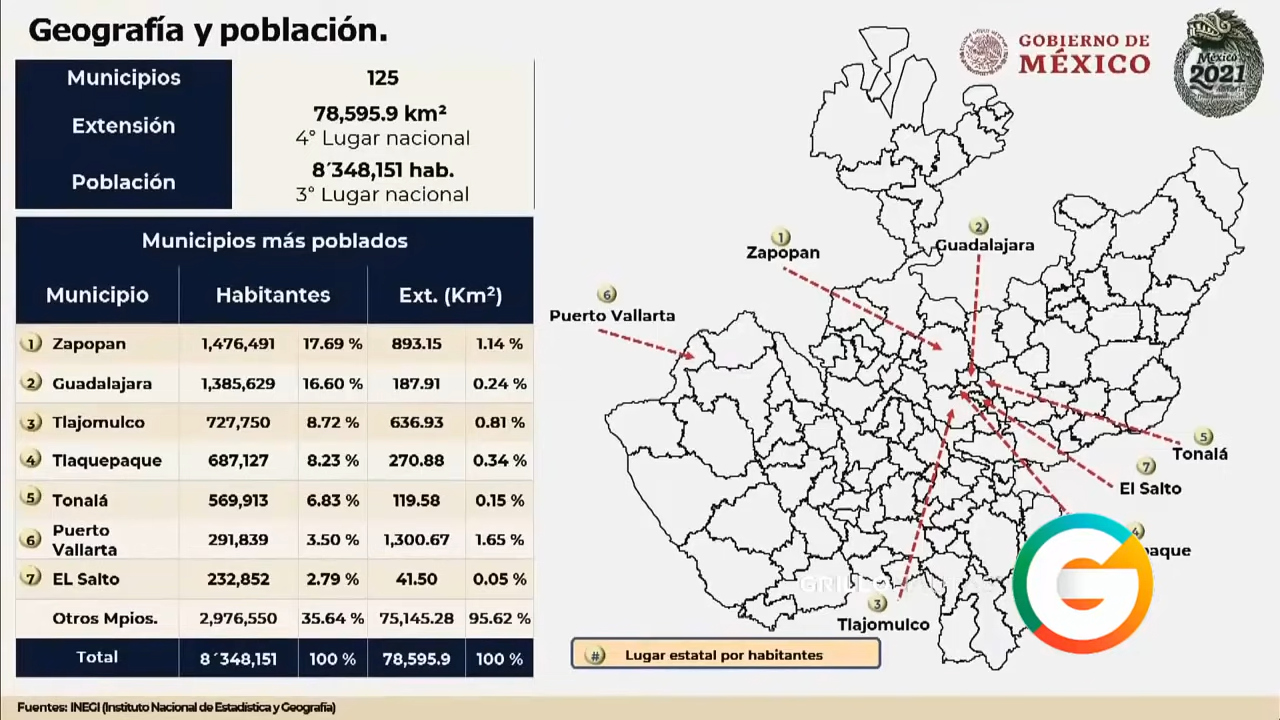 Geografía y población.
GOBIERNO DE
MÉXICO
México
2021
Municipios 125
Extensión 78,595.9 km²
4° Lugar nacional
Población 8´348,151 hab.
3° Lugar nacional
Municipios más poblados
Municipio Habitantes Ext. (Km²)
1 Zapopan 1,476,491 17.69 % 893.15 1.14 %
2 Guadalajara 1,385,629 16.60 % 187.91 0.24 %
3 Tlajomulco 727,750 8.72 % 636.93 0.81 %
4 Tlaquepaque 687,127 8.23 % 270.88 0.34 %
5 Tonalá 569,913 6.83 % 119.58 0.15 %
6 Puerto
Vallarta 291,839 3.50 % 1,300.67 1.65 %
7 EL Salto 232,852 2.79 % 41.50 0.05 %
Otros Mpios. 2,976,550 35.64 % 75,145.28 95.62 %
Total 8´348,151 100 % 78,595.9 100 %
2
Guadalajara
1
Zapopan
6
Puerto Vallarta
5
Tonalá
7
El Salto
4
paque
G
3
Tlajomulco
# Lugar estatal por habitantes
Fuentes: INEGI (Instituto Nacional de Estadística y Geografía)